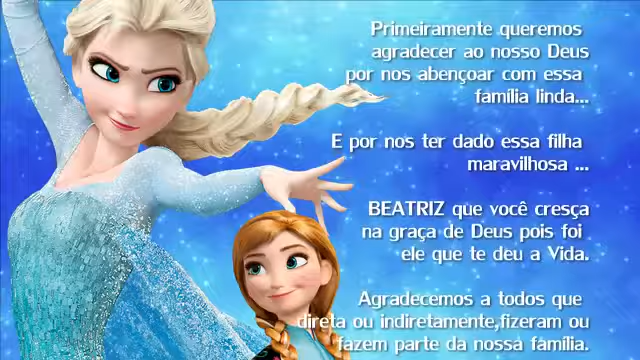 Primeiramente queremos
agradecer ao nosso Deus
por nos abençoar com essa
família linda...
E por nos ter dado essa filha
maravilhosa ...
BEATRIZ que você cresça
na graça de Deus pois foi
ele que te deu a Vida.
Agradecemos a todos que
direta ou indiretamente,fizeram ou
fazem parte da nossa família.